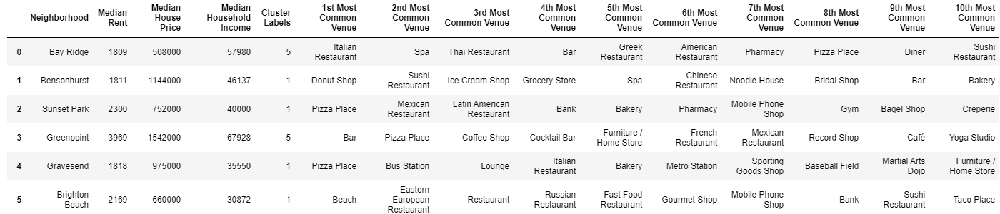 Neighborhood Median Rent Median House Price Median Household Income Cluster Labels 1st Most Common Venue 2nd Most Common Venue 3rd Most Common Venue 4th Most Common Venue 5th Most Common Venue 6th Most Common Venue 7th Most Common Venue 8th Most Common Venue 9th Most Common Venue 10th Most Common Venue
0 Bay Ridge 1809 508000 57980 5 Italian Restaurant Spa Thai Restaurant Bar Greek Restaurant American Restaurant Pharmacy Pizza Place Diner Sushi Restaurant
1 Bensonhurst 1811 1144000 46137 1 Donut Shop Sushi Restaurant Ice Cream Shop Grocery Store Spa Chinese Restaurant Noodle House Bridal Shop Bar Bakery
2 Sunset Park 2300 752000 40000 1 Pizza Place Mexican Restaurant Latin American Restaurant Bank Bakery Pharmacy Mobile Phone Shop Gym Bagel Shop Creperie
3 Greenpoint 3969 1542000 67928 5 Bar Pizza Place Coffee Shop Cocktail Bar Furniture / Home Store French Restaurant Mexican Restaurant Record Shop Café Yoga Studio
4 Gravesend 1818 975000 35550 1 Pizza Place Bus Station Lounge Italian Restaurant Bakery Metro Station Sporting Goods Shop Baseball Field Martial Arts Dojo Furniture / Home Store
5 Brighton Beach 2169 660000 30872 1 Beach Eastern European Restaurant Restaurant Russian Restaurant Fast Food Restaurant Gourmet Shop Mobile Phone Shop Bank Sushi Restaurant Taco Place